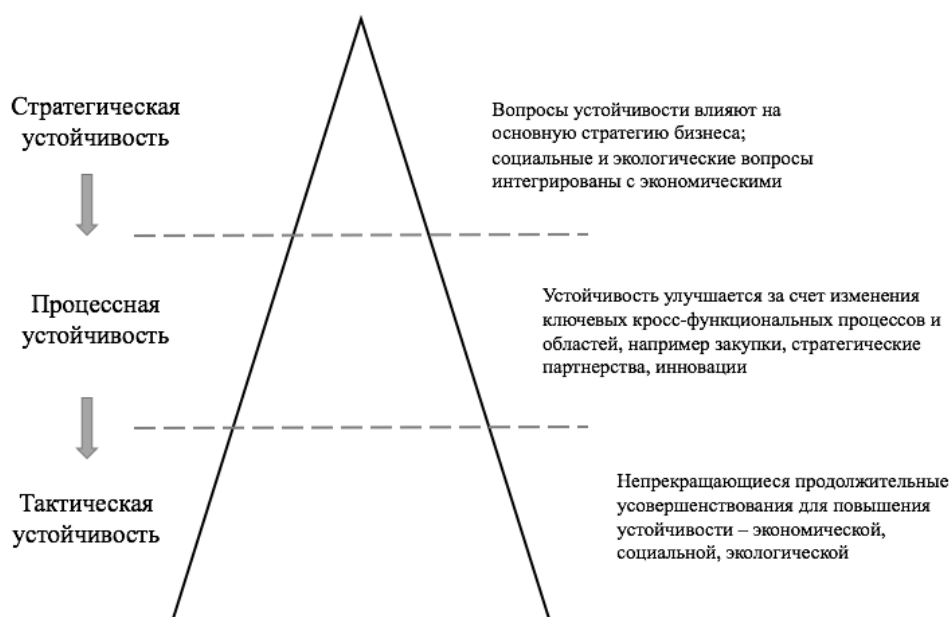 Стратегическая
устойчивость
Вопросы устойчивости влияют на
основную стратегию бизнеса;
социальные и экологические вопросы
интегрированы с экономическими
Процессная
устойчивость
Устойчивость улучшается за счет изменения
ключевых кросс-функциональных процессов и
областей, например закупки, стратегические
партнерства, инновации
Тактическая
устойчивость
Непрекращающиеся продолжительные
усовершенствования для повышения
устойчивости – экономической,
социальной, экологической